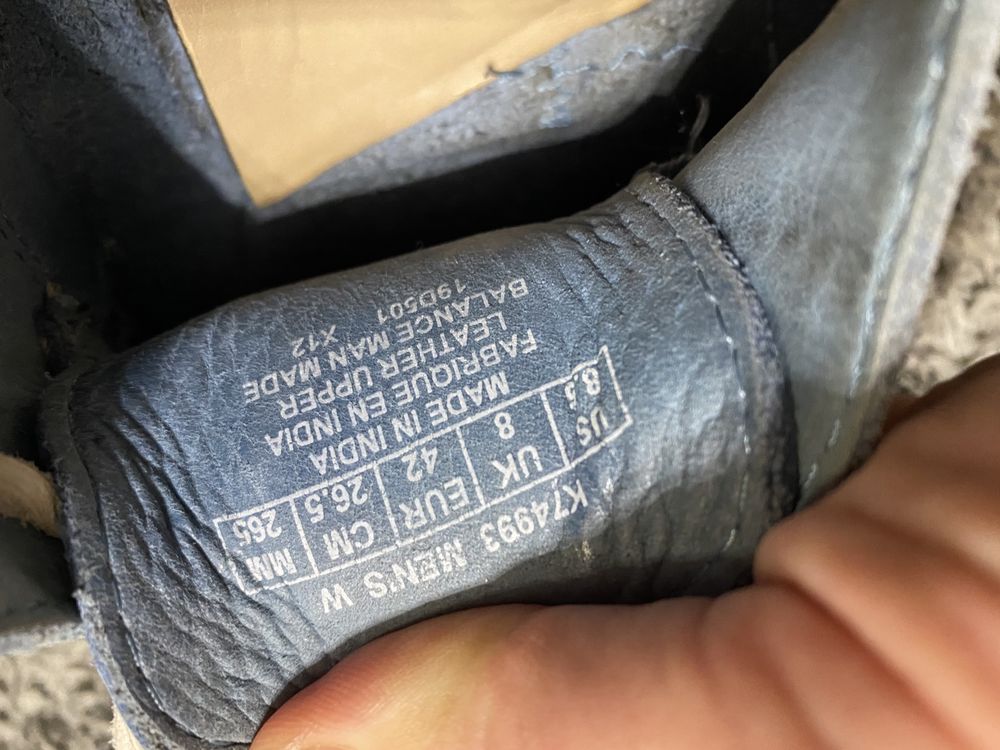 K74993 MEN'S W
US UK EUR CM MM
8.5 8 42 26.5 265
MADE IN INDIA
FABRIQUE EN INDIA
LEATHER UPPER
BALANCE MAN MADE
19D501 X12